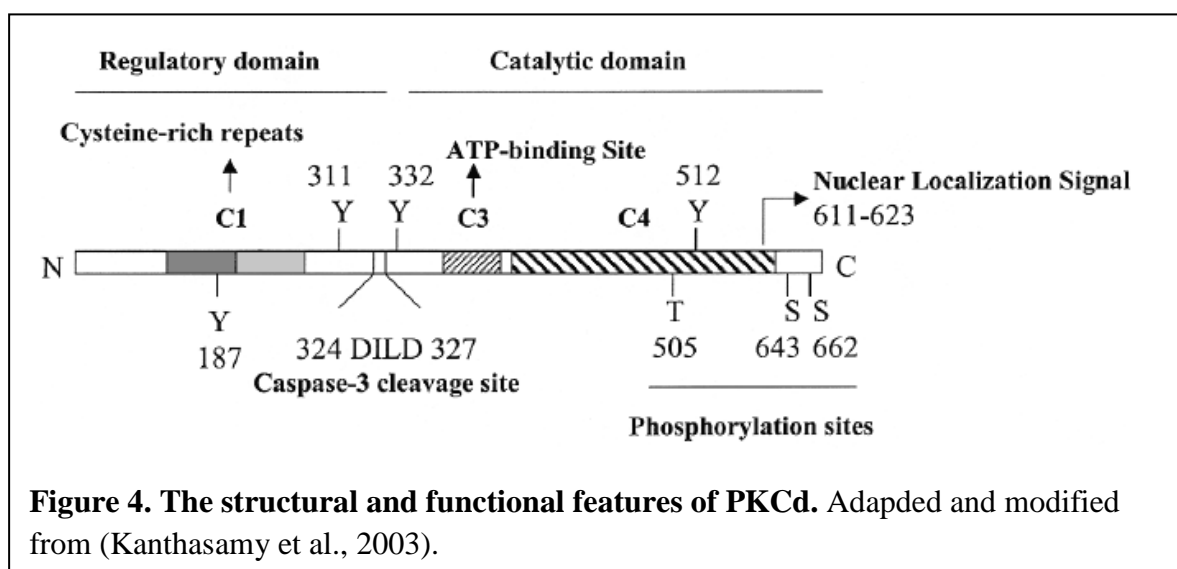 Regulatory domain Catalytic domain
Cysteine-rich repeats
ATP-binding Site
311 332 512
Nuclear Localization Signal
611-623
C1 Y Y C3 C4 Y
N C
Y T S S
187 324 DILD 327 505 643 662
Caspase-3 cleavage site
Phosphorylation sites
Figure 4. The structural and functional features of PKCd. Adapded and modified
from (Kanthasamy et al., 2003).